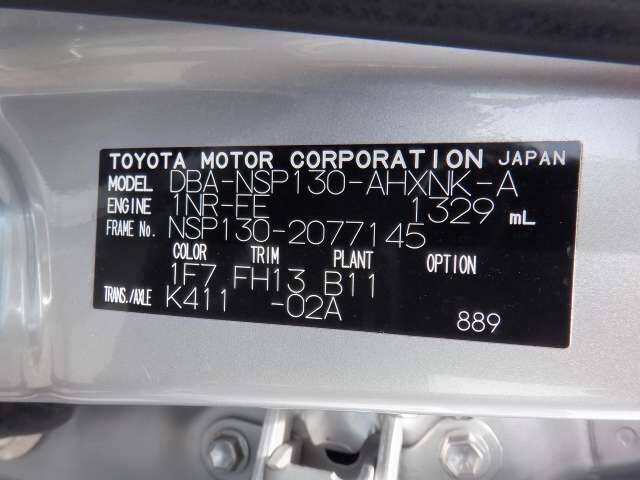 TOYOTA MOTOR CORPORATION JAPAN
MODEL DBA-NSP130-AHXNK-A
ENGINE 1NR-FE 1329 mL
FRAME No. NSP130-2077145
COLOR TRIM PLANT OPTION
1F7 FH13 B11
TRANS./AXLE K411 -02A
889